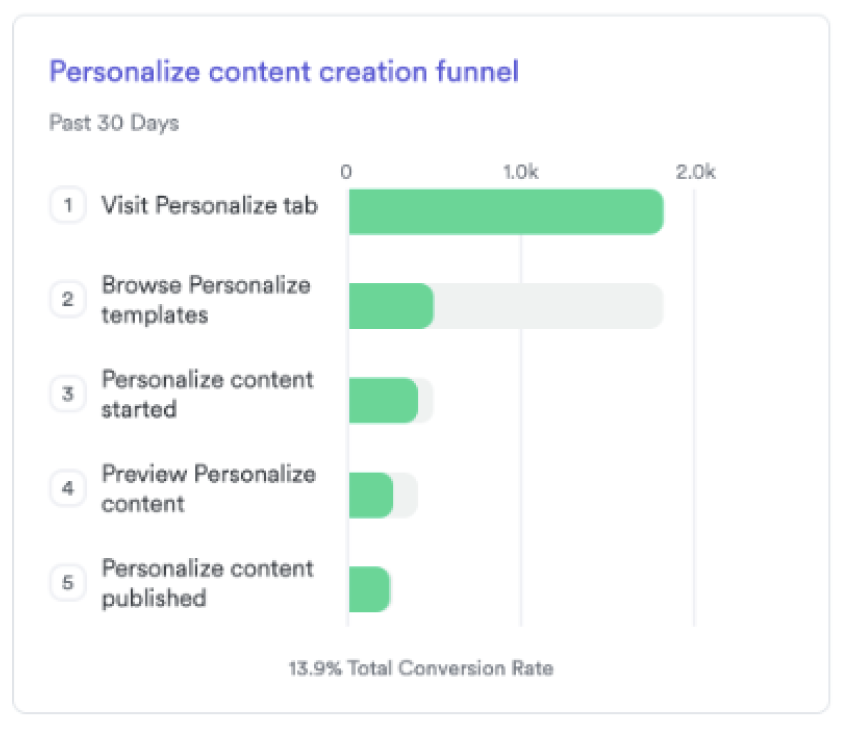 Personalize content creation funnel
Past 30 Days
0 1.0k 2.0k
1 Visit Personalize tab
2 Browse Personalize
templates
3 Personalize content
started
4 Preview Personalize
content
5 Personalize content
published
13.9% Total Conversion Rate